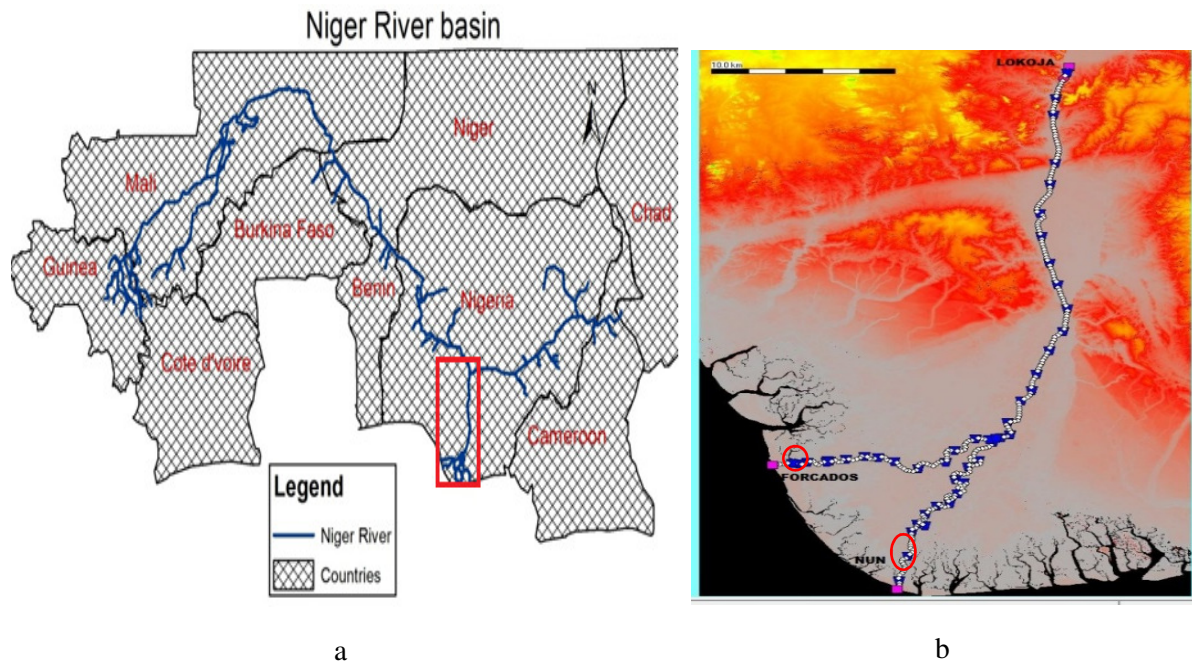 Niger River basin
N
Niger
Mali
Chad
Burkina Faso
Guinea
Benin
Nigeria
Cote d'voire
Cameroon
Legend
Niger River
Countries
a
10.0 km
LOKOJA
FORCADOS
NUN
b